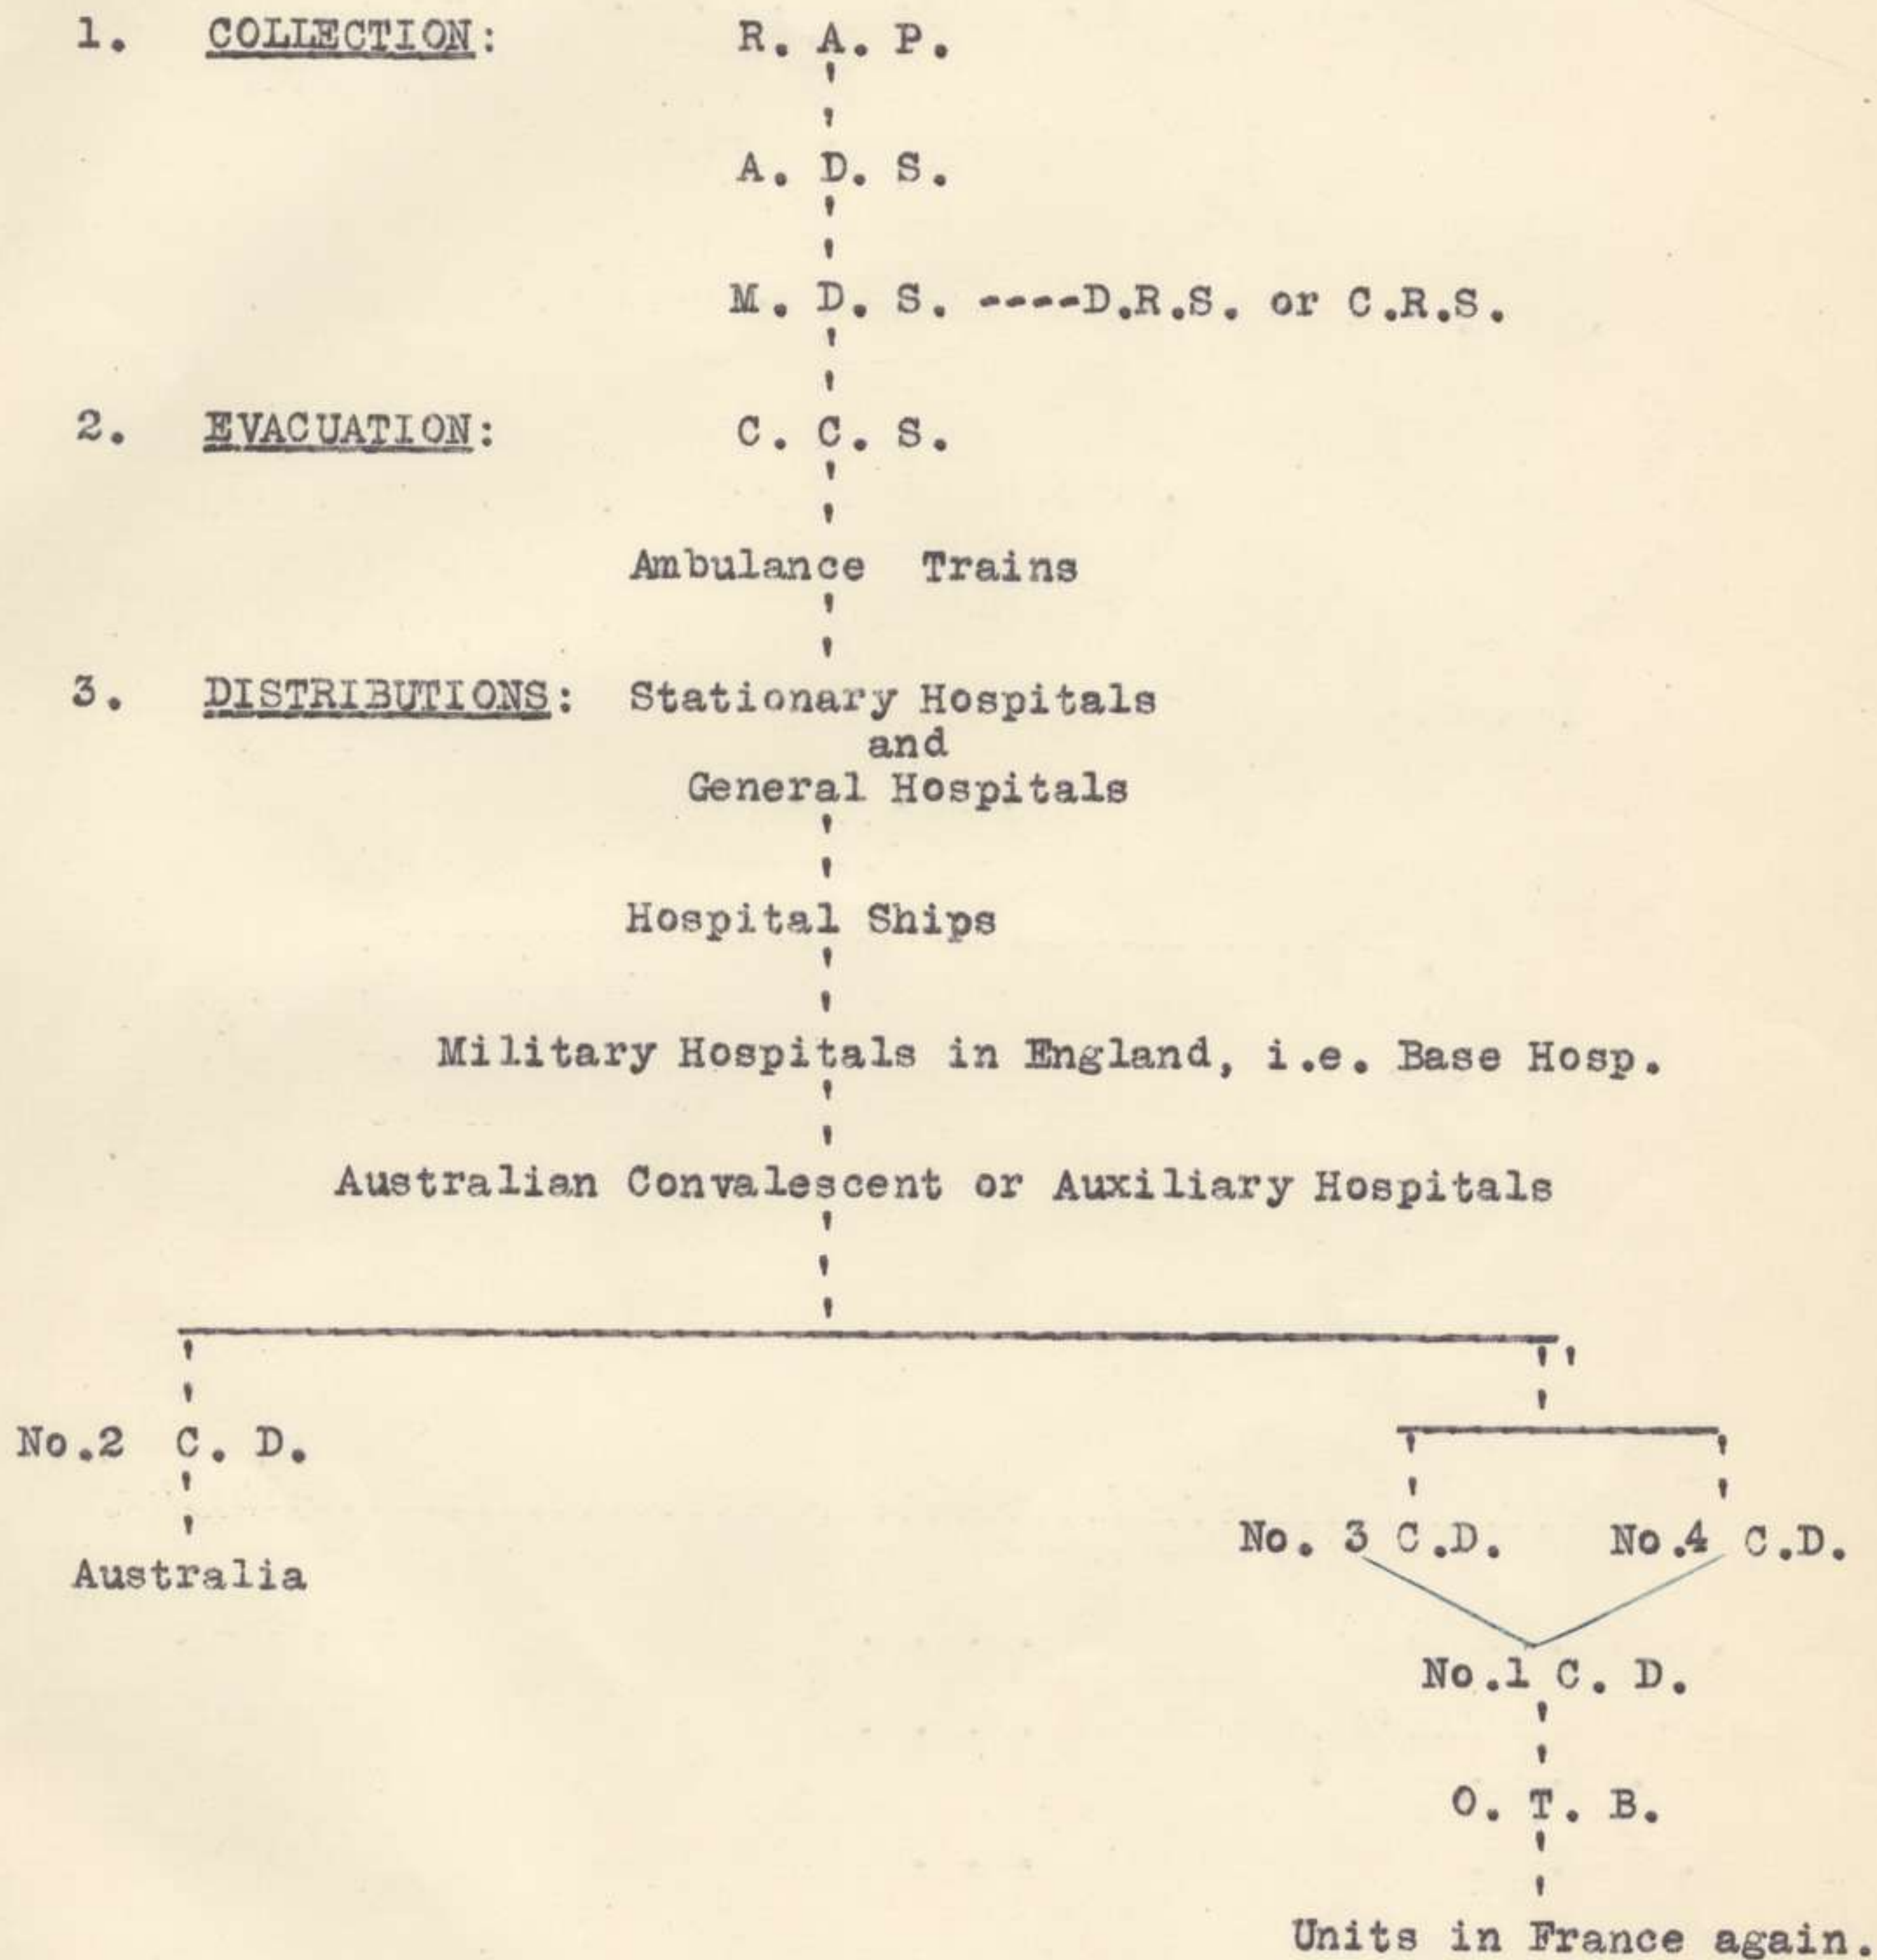 1. COLLECTION: R. A. P.
A. D. S.
M. D. S. ----D.R.S. or C.R.S.
2. EVACUATION: C. C. S.
Ambulance Trains
3. DISTRIBUTIONS: Stationary Hospitals
and
General Hospitals
Hospital Ships
Military Hospitals in England, i.e. Base Hosp.
Australian Convalescent or Auxiliary Hospitals
No.2 C. D.
Australia
No. 3 C.D. No.4 C.D.
No.1 C. D.
O. T. B.
Units in France again.